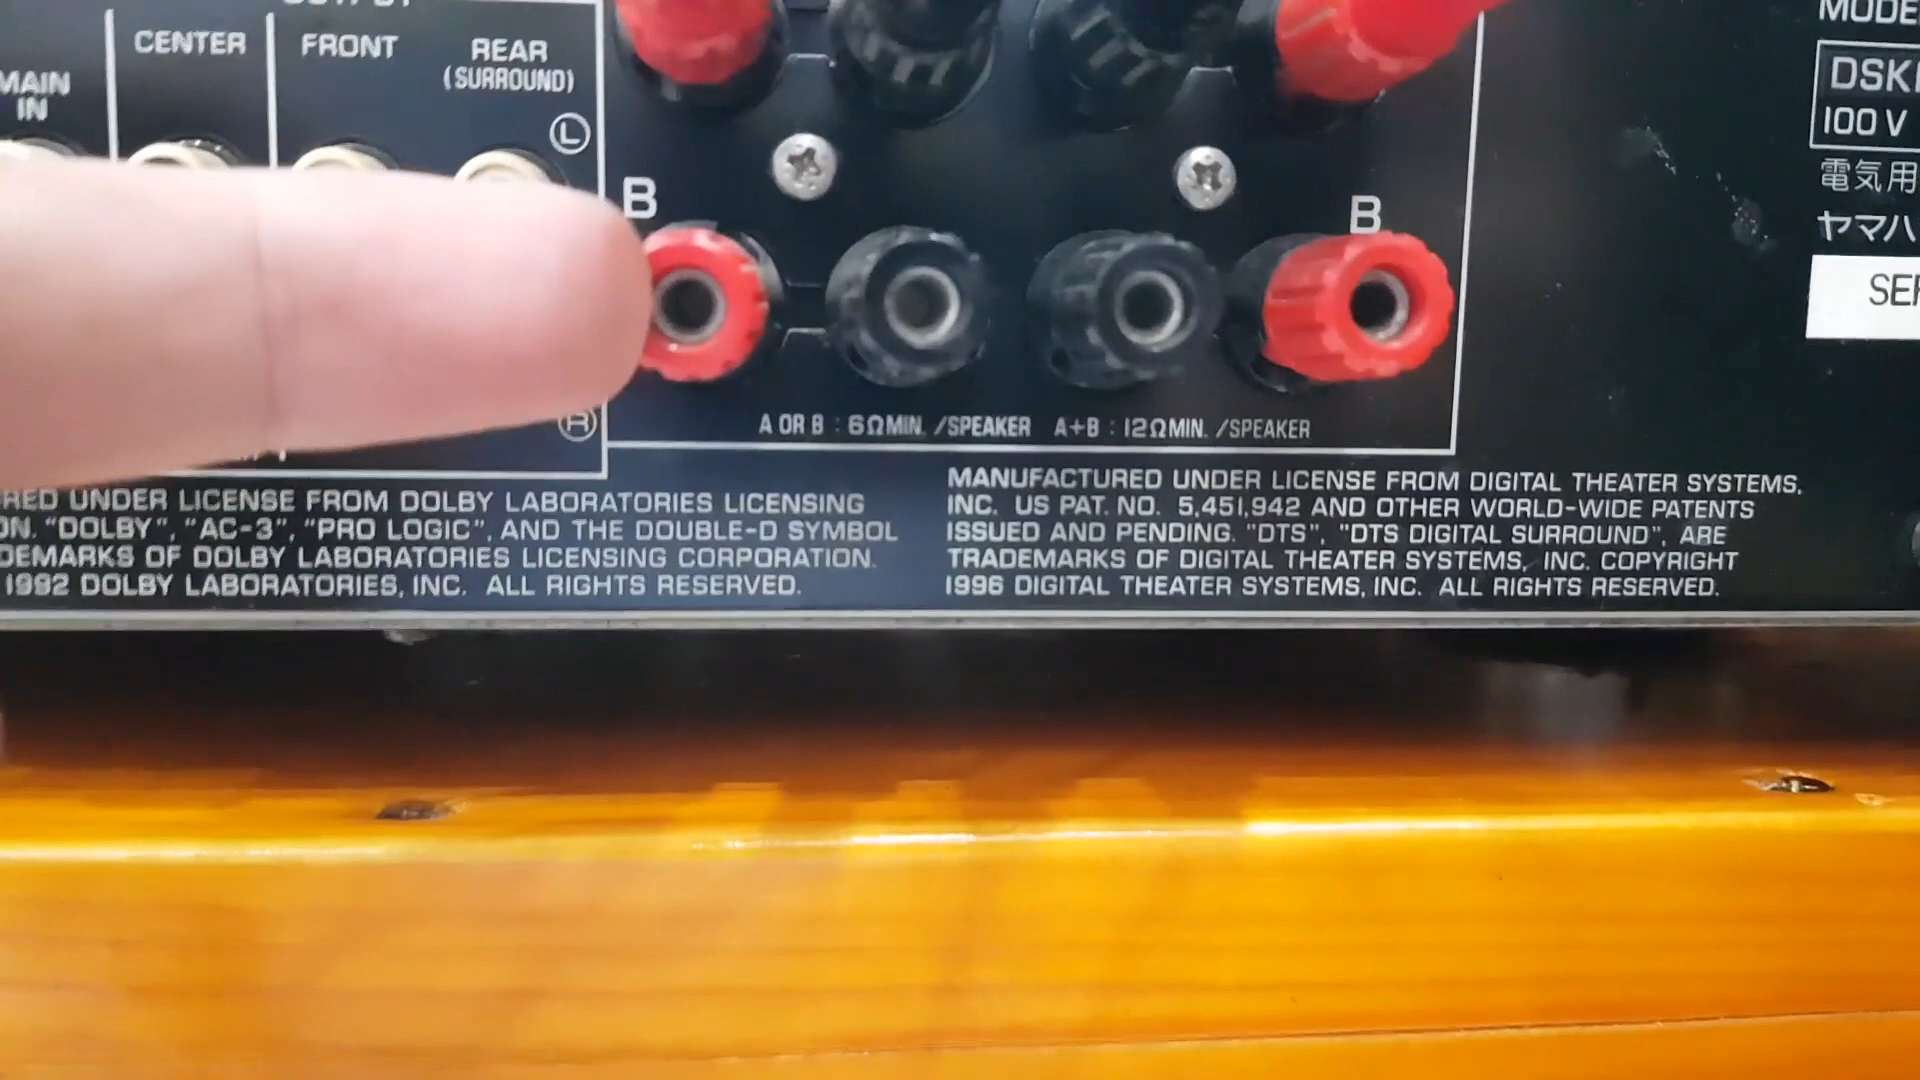 CENTER
FRONT
REAR
(SURROUND)
MAIN
IN
L
B
B
R
A OR B : 6ΩMIN. /SPEAKER A+B : 12ΩMIN. /SPEAKER
RED UNDER LICENSE FROM DOLBY LABORATORIES LICENSING
ON. "DOLBY", "AC-3", "PRO LOGIC", AND THE DOUBLE-D SYMBOL
DEMARKS OF DOLBY LABORATORIES LICENSING CORPORATION.
1992 DOLBY LABORATORIES, INC. ALL RIGHTS RESERVED.
MANUFACTURED UNDER LICENSE FROM DIGITAL THEATER SYSTEMS,
INC. US PAT. NO. 5,451,942 AND OTHER WORLD-WIDE PATENTS
ISSUED AND PENDING. "DTS", "DTS DIGITAL SURROUND", ARE
TRADEMARKS OF DIGITAL THEATER SYSTEMS, INC. COPYRIGHT
1996 DIGITAL THEATER SYSTEMS, INC. ALL RIGHTS RESERVED.
MODE
DSK
100 V
電気用
ヤマハ
SER